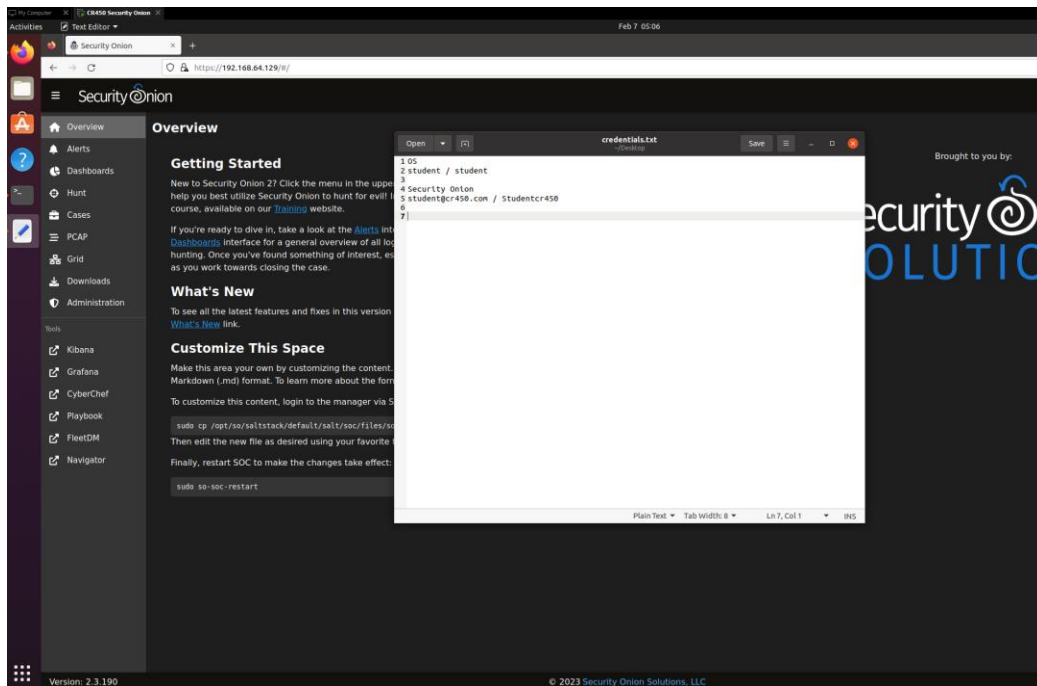 My Computer
CR450 Security Onion
Activities
Text Editor
Feb 7 05:06
Security Onion
https://192.168.64.129/#/
Security Onion
Overview
Alerts
Dashboards
Hunt
Cases
PCAP
Grid
Downloads
Administration
Tools
Kibana
Grafana
CyberChef
Playbook
FleetDM
Navigator
Version: 2.3.190
Overview
Getting Started
New to Security Onion 2? Click the menu in the uppe
help you best utilize Security Onion to hunt for evil!
course, available on our Training website.
If you're ready to dive in, take a look at the Alerts int
Dashboards interface for a general overview of all log
hunting. Once you've found something of interest, es
as you work towards closing the case.
What's New
To see all the latest features and fixes in this version
What's New link.
Customize This Space
Make this area your own by customizing the content.
Markdown (.md) format. To learn more about the form
To customize this content, login to the manager via S
sudo cp /opt/so/saltstack/default/salt/soc/files/so
Then edit the new file as desired using your favorite
Finally, restart SOC to make the changes take effect:
sudo so-soc-restart
Open
credentials.txt
~/Desktop
Save
1 OS
2 student / student
3
4 Security Onion
5 student@cr450.com / Studentcr450
6
7
Plain Text
Tab Width: 8
Ln 7, Col 1
INS
Brought to you by:
ecurity
OLUTIO
© 2023 Security Onion Solutions, LLC